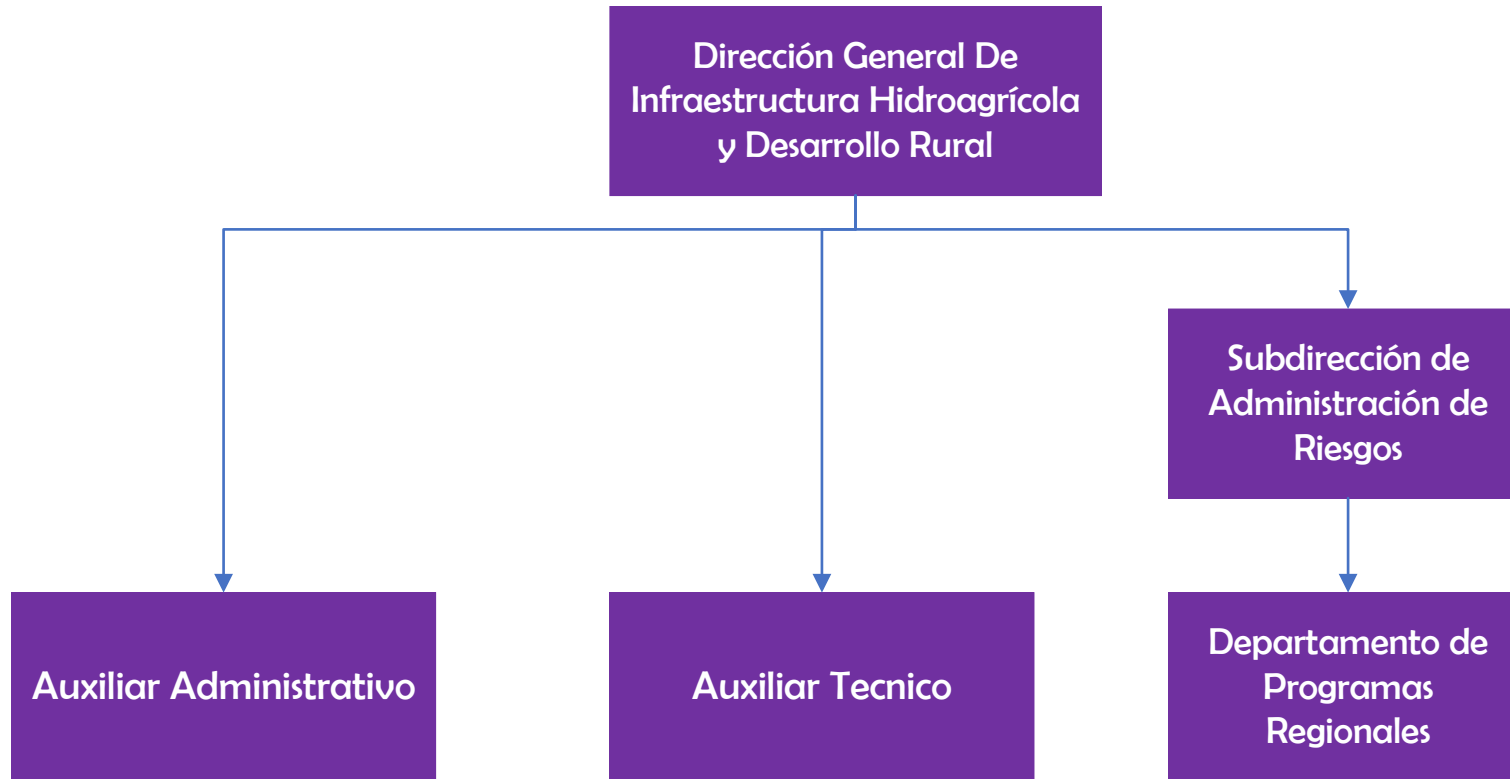 Dirección General De
Infraestructura Hidroagrícola
y Desarrollo Rural
Subdirección de
Administración de
Riesgos
Auxiliar Administrativo
Auxiliar Tecnico
Departamento de
Programas
Regionales